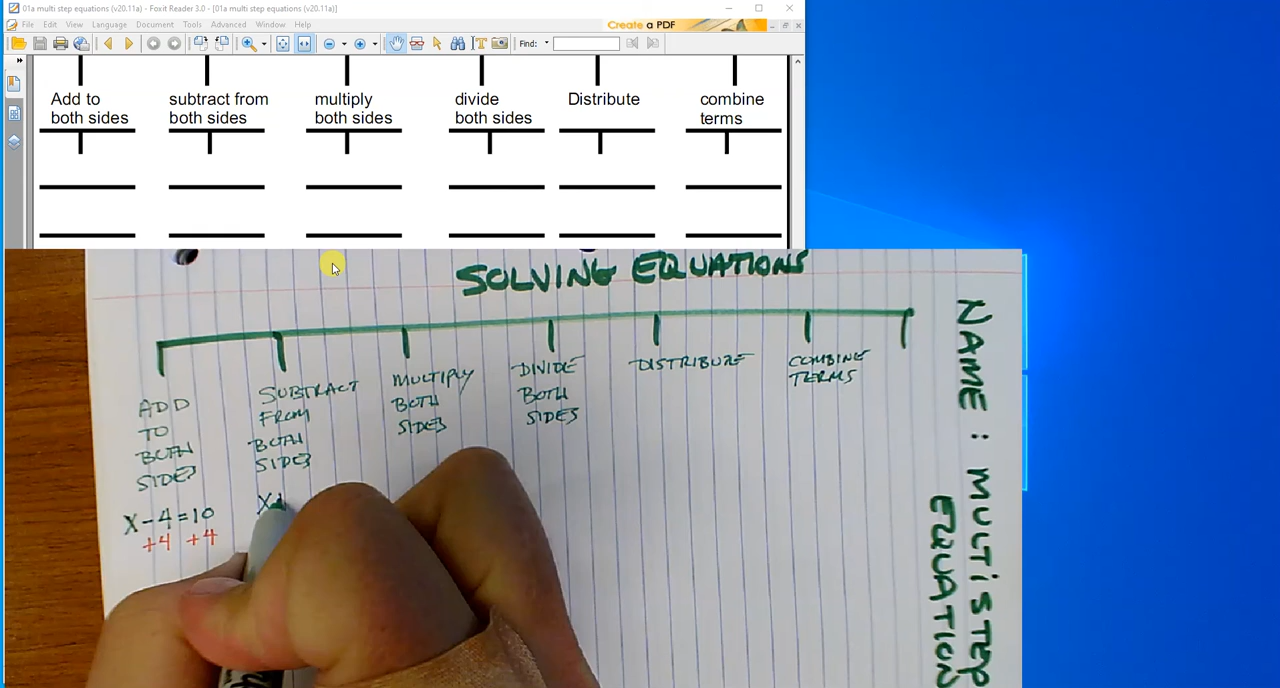 01a multi step equations (v20.11a) - Foxit Reader 3.0 - [01a multi step equations (v20.11a)]
File Edit View Language Document Tools Advanced Window Help
Create a PDF
Find:
Add to
both sides
subtract from
both sides
multiply
both sides
divide
both sides
Distribute
combine
terms
SOLVING EQUATIONS
ADD
TO
BOTH
SIDES
SUBTRACT
FROM
BOTH
SIDES
MULTIPLY
BOTH
SIDES
DIVIDE
BOTH
SIDES
DISTRIBUTE
COMBINE
TERMS
X-4=10
+4 +4
X
NAME : MULTISTEP
EQUATION